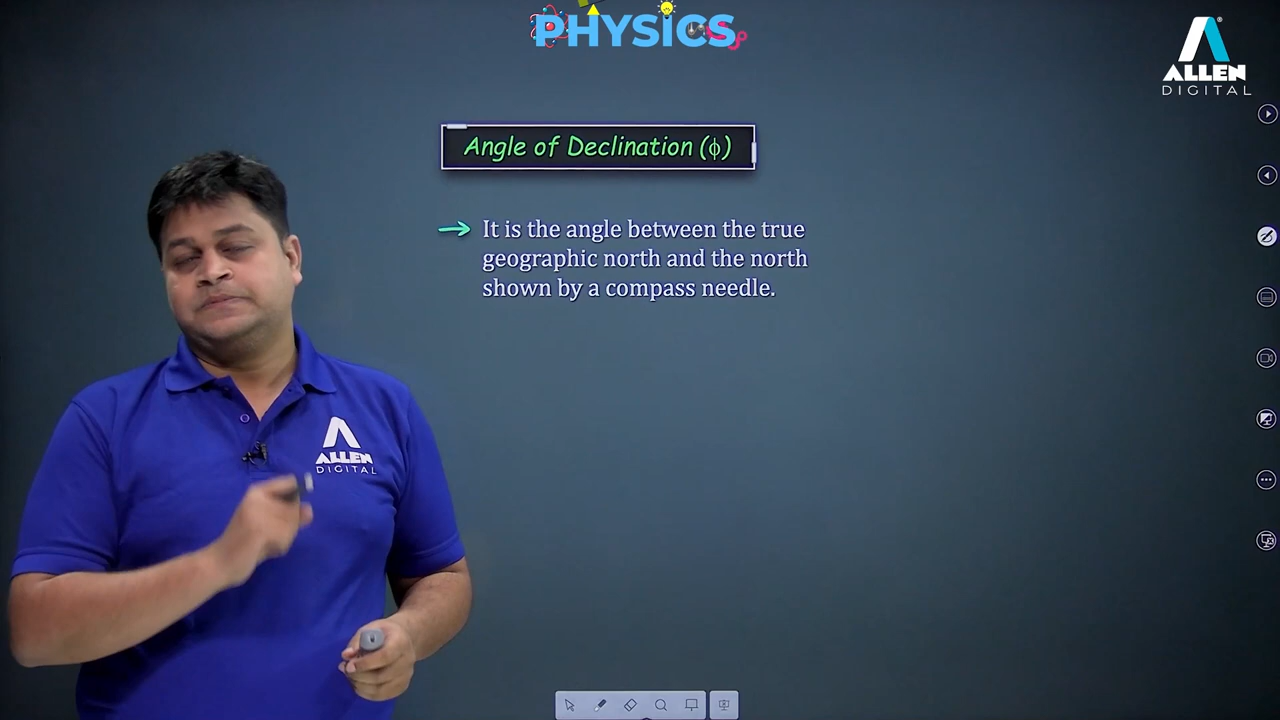 PHYSICS
ALLEN
DIGITAL
Angle of Declination (ϕ)
It is the angle between the true
geographic north and the north
shown by a compass needle.
ALLEN
DIGITAL